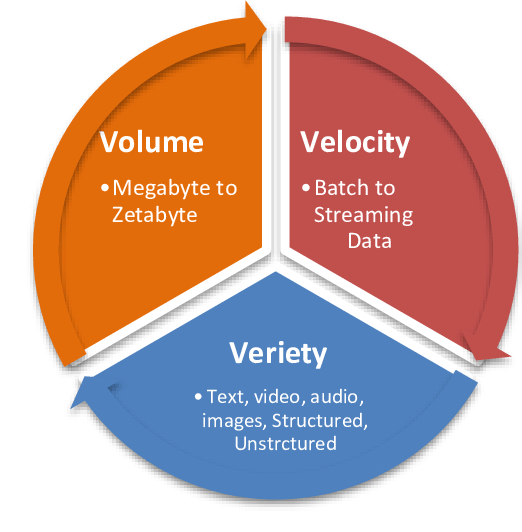 Volume
•Megabyte to
Zetabyte
Velocity
•Batch to
Streaming
Data
Veriety
• Text, video, audio,
images, Structured,
Unstrctured